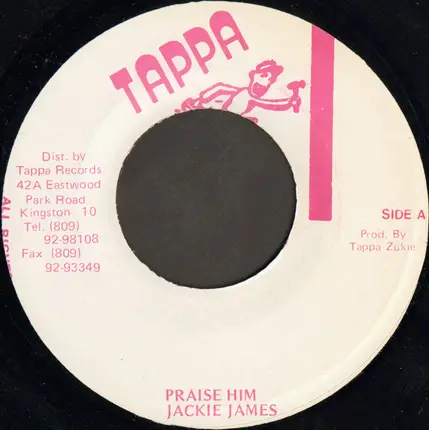 TAPPA
Dist. by
Tappa Records
42A Eastwood
Park Road
Kingston 10
Tel. (809)
92-98108
Fax (809)
92-93349
SIDE A
Prod. By
Tappa Zukie
PRAISE HIM
JACKIE JAMES
ALL